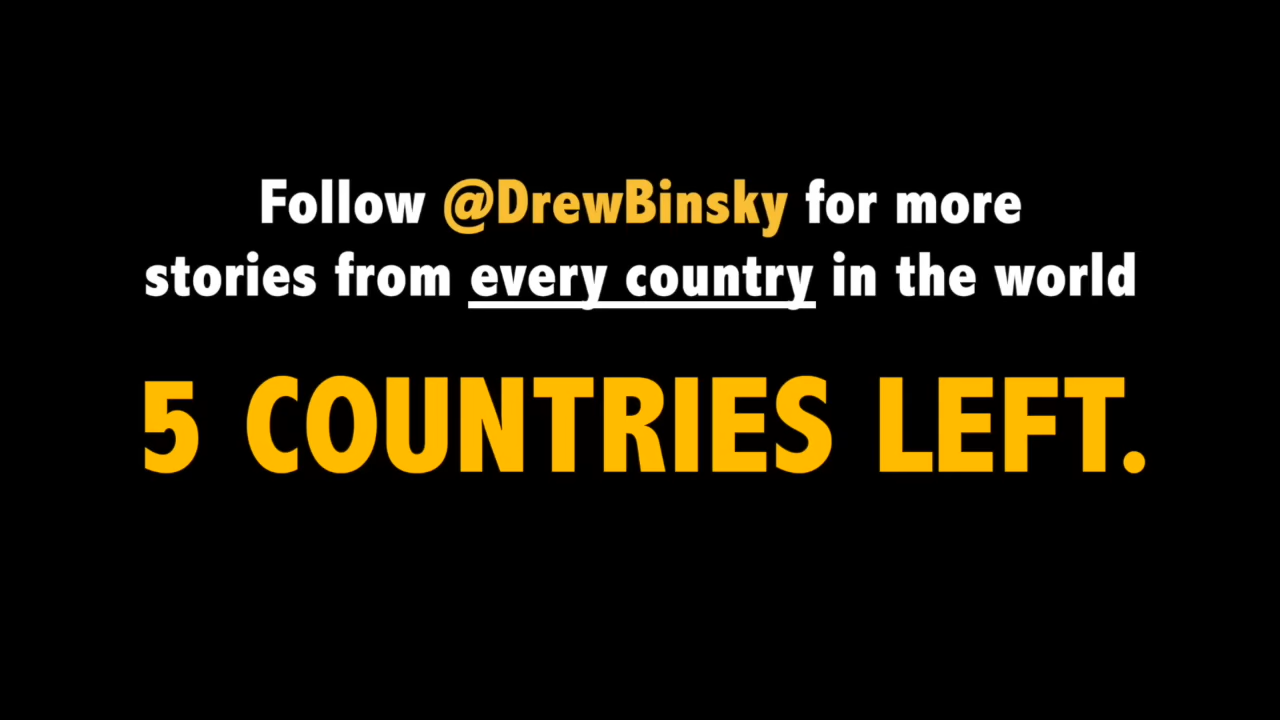 Follow @DrewBinsky for more
stories from every country in the world
5 COUNTRIES LEFT.